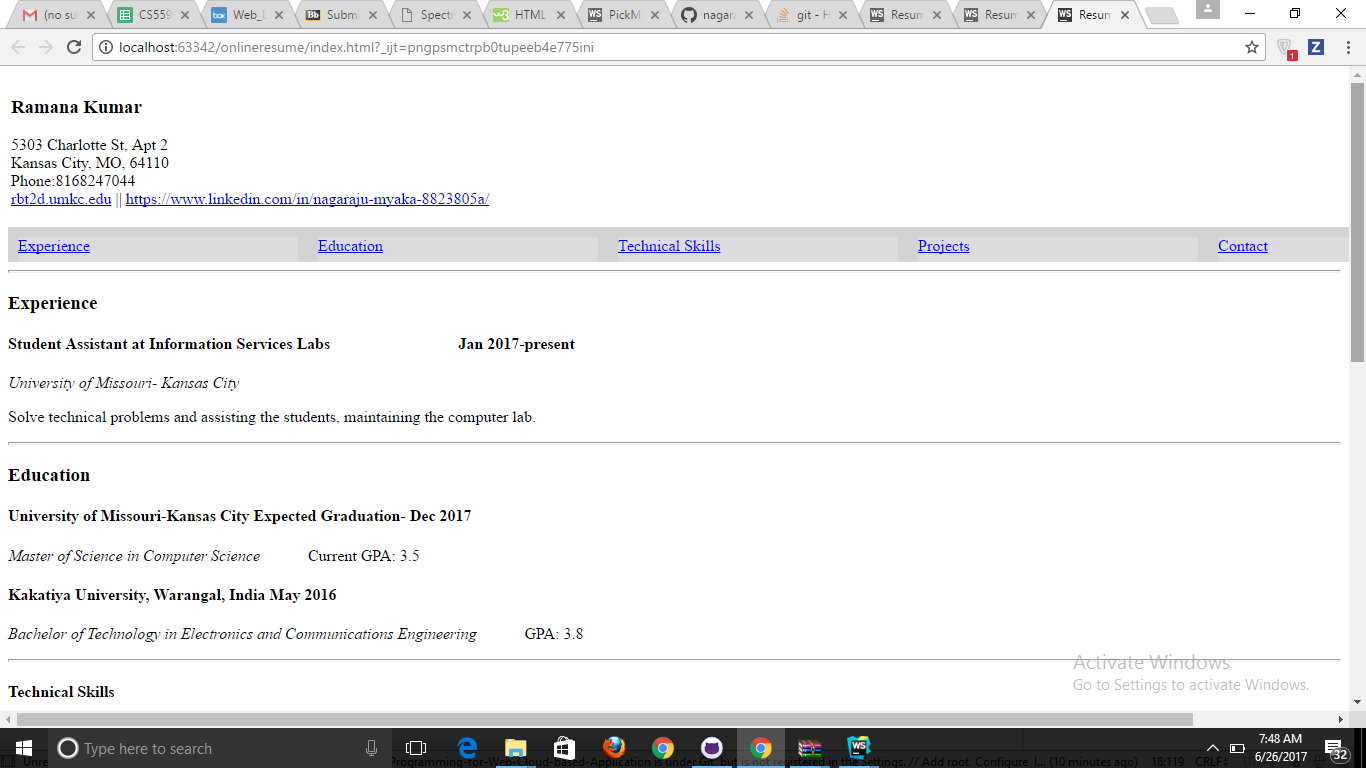 (no su
CS559
Web_L
Subm
Spectr
HTML
PickM
nagara
git - H
Resum
Resum
Resum
localhost:63342/onlineresume/index.html?_ijt=pngpsmctrpb0tupeeb4e775ini
1
Z
Ramana Kumar
5303 Charlotte St, Apt 2
Kansas City, MO, 64110
Phone:8168247044
rbt2d.umkc.edu || https://www.linkedin.com/in/nagaraju-myaka-8823805a/
Experience Education Technical Skills Projects Contact
Experience
Student Assistant at Information Services Labs Jan 2017-present
University of Missouri- Kansas City
Solve technical problems and assisting the students, maintaining the computer lab.
Education
University of Missouri-Kansas City Expected Graduation- Dec 2017
Master of Science in Computer Science Current GPA: 3.5
Kakatiya University, Warangal, India May 2016
Bachelor of Technology in Electronics and Communications Engineering GPA: 3.8
Technical Skills
Activate Windows
Go to Settings to activate Windows.
Type here to search
7:48 AM
6/26/2017
32
Programming-for-Web-Cloud-based-Application is under Git, but is not registered in the Settings. // Add root Configure I... (10 minutes ago) 18:119 CRLF: